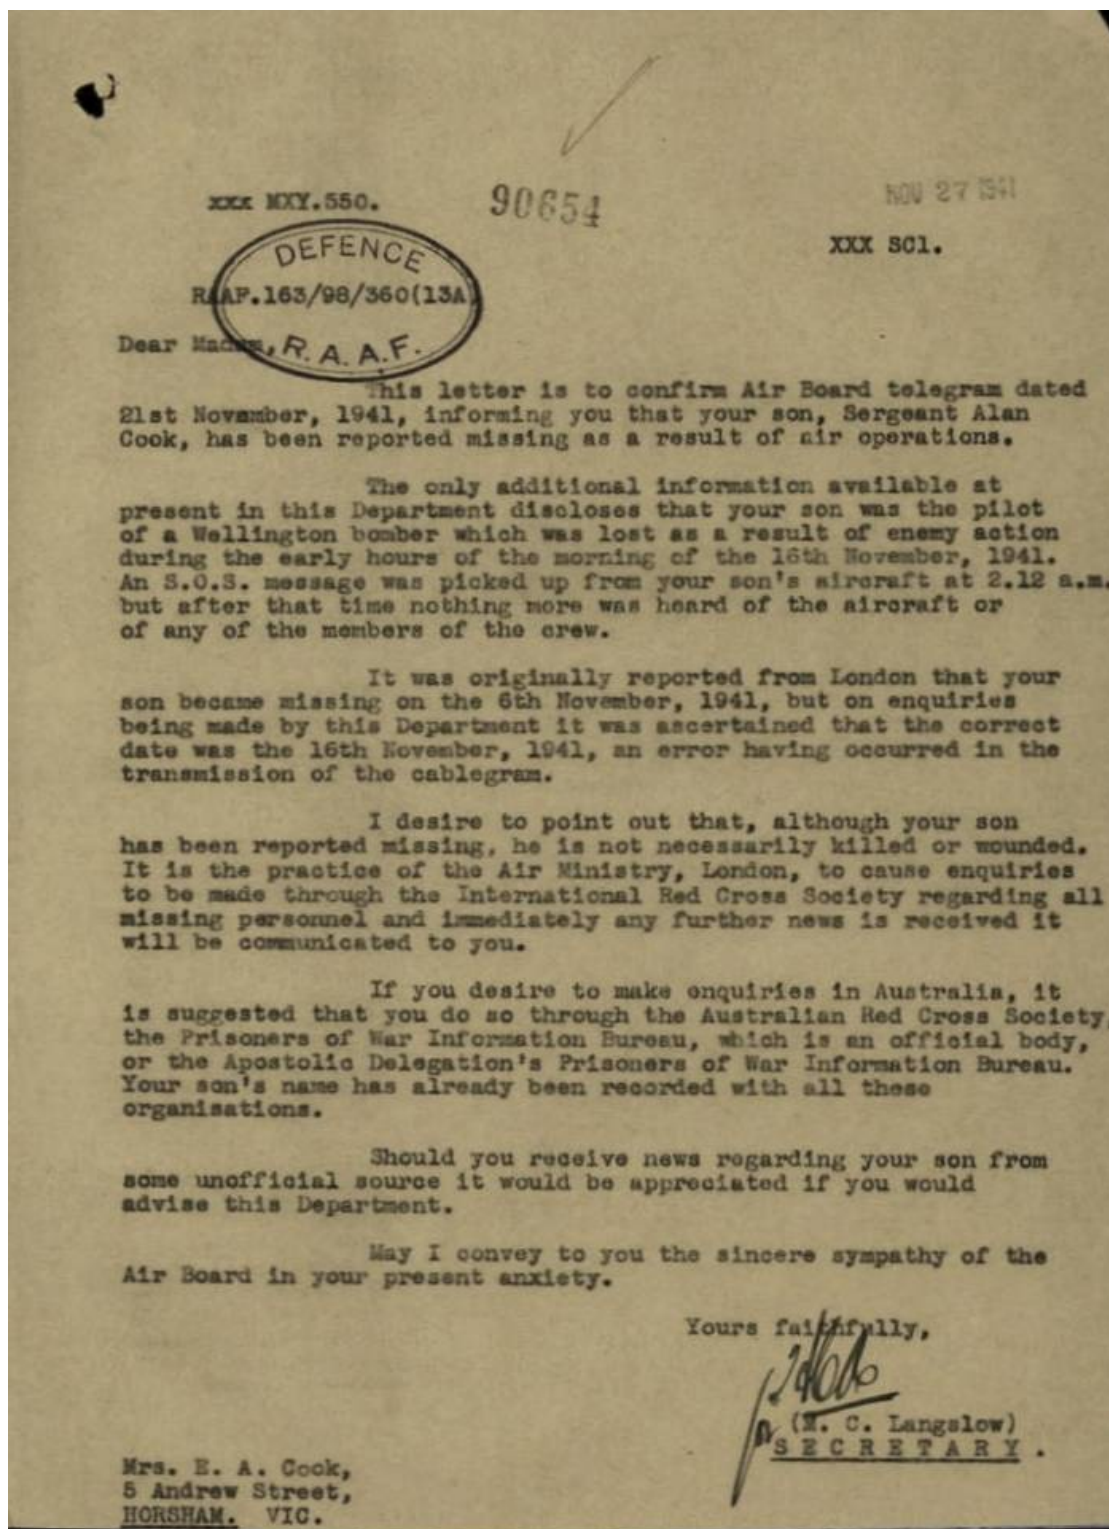 xxx MXY.550.
90654
NOV 27 1941
XXX SC1.
DEFENCE
RAAF.163/98/360(13A)
Dear Madam,
R.A.A.F.
This letter is to confirm Air Board telegram dated
21st November, 1941, informing you that your son, Sergeant Alan
Cook, has been reported missing as a result of air operations.
The only additional information available at
present in this Department discloses that your son was the pilot
of a Wellington bomber which was lost as a result of enemy action
during the early hours of the morning of the 16th November, 1941.
An S.O.S. message was picked up from your son's aircraft at 2.12 a.m.
but after that time nothing more was heard of the aircraft or
of any of the members of the crew.
It was originally reported from London that your
son became missing on the 6th November, 1941, but on enquiries
being made by this Department it was ascertained that the correct
date was the 16th November, 1941, an error having occurred in the
transmission of the cablegram.
I desire to point out that, although your son
has been reported missing, he is not necessarily killed or wounded.
It is the practice of the Air Ministry, London, to cause enquiries
to be made through the International Red Cross Society regarding all
missing personnel and immediately any further news is received it
will be communicated to you.
If you desire to make enquiries in Australia, it
is suggested that you do so through the Australian Red Cross Society,
the Prisoners of War Information Bureau, which is an official body,
or the Apostolic Delegation's Prisoners of War Information Bureau.
Your son's name has already been recorded with all these
organisations.
Should you receive news regarding your son from
some unofficial source it would be appreciated if you would
advise this Department.
May I convey to you the sincere sympathy of the
Air Board in your present anxiety.
Yours faithfully,
(M. C. Langslow)
SECRETARY.
Mrs. E. A. Cook,
5 Andrew Street,
HORSHAM. VIC.